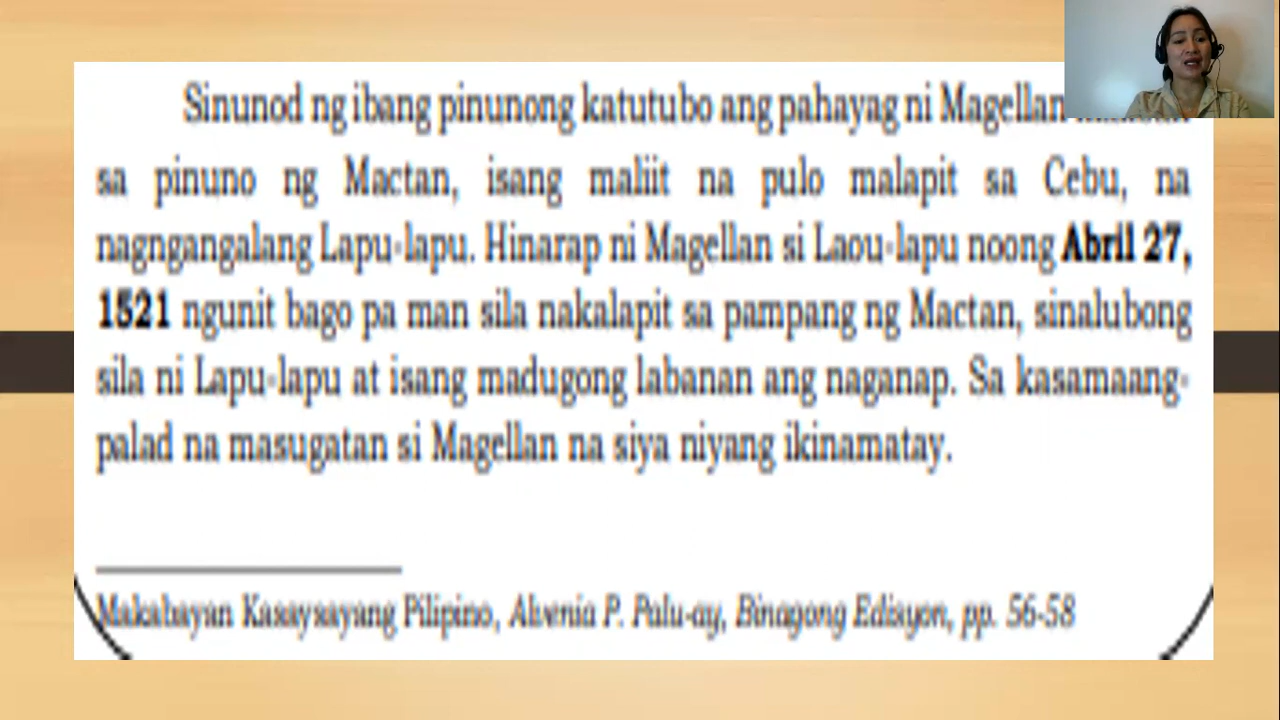 Sinunod ng ibang pinunong katutubo ang pahayag ni Magellan
sa pinuno ng Mactan, isang maliit na pulo malapit sa Cebu, na
nagngangalang Lapu-lapu. Hinarap ni Magellan si Laou-lapu noong Abril 27,
1521 ngunit bago pa man sila nakalapit sa pampang ng Mactan, sinalubong
sila ni Lapu-lapu at isang madugong labanan ang naganap. Sa kasamaang-
palad na masugatan si Magellan na siya niyang ikinamatay.
Makabayan Kasaysayang Pilipino, Alvenia P. Palu-ay, Binagong Edisyon, pp. 56-58